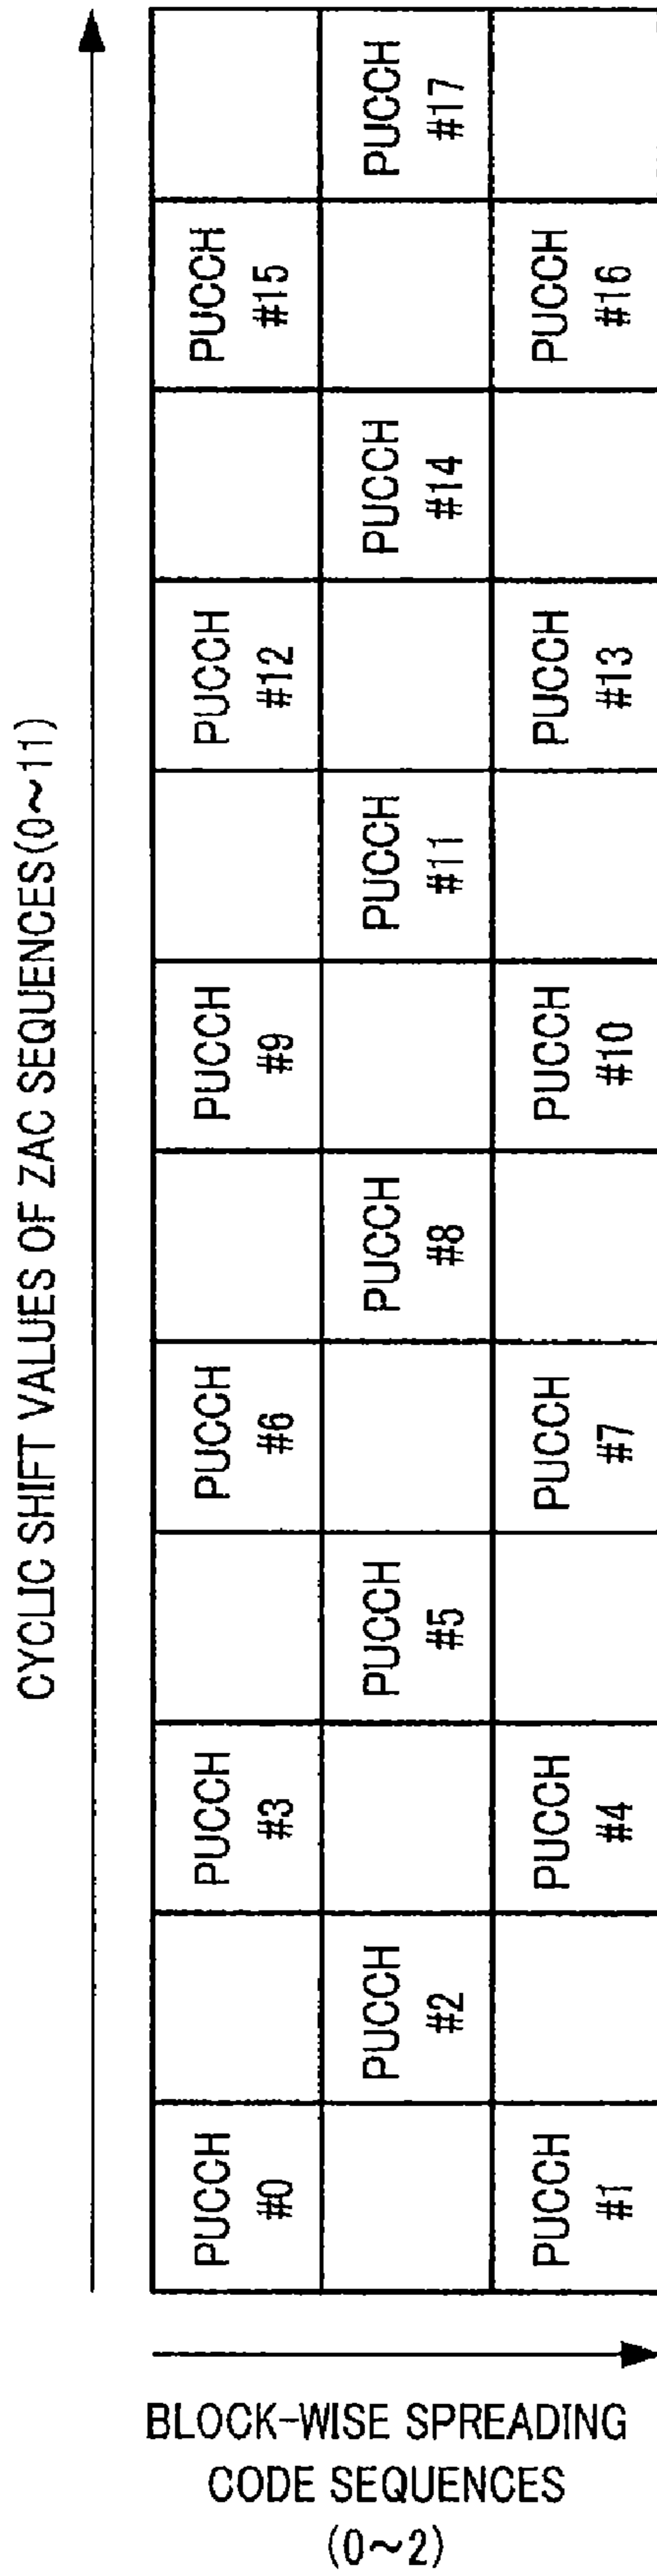 CYCLIC SHIFT VALUES OF ZAC SEQUENCES(0~11)
BLOCK-WISE SPREADING
CODE SEQUENCES
(0~2)
PUCCH
#0
PUCCH
#3
PUCCH
#6
PUCCH
#9
PUCCH
#12
PUCCH
#15
PUCCH
#2
PUCCH
#5
PUCCH
#8
PUCCH
#11
PUCCH
#14
PUCCH
#17
PUCCH
#1
PUCCH
#4
PUCCH
#7
PUCCH
#10
PUCCH
#13
PUCCH
#16